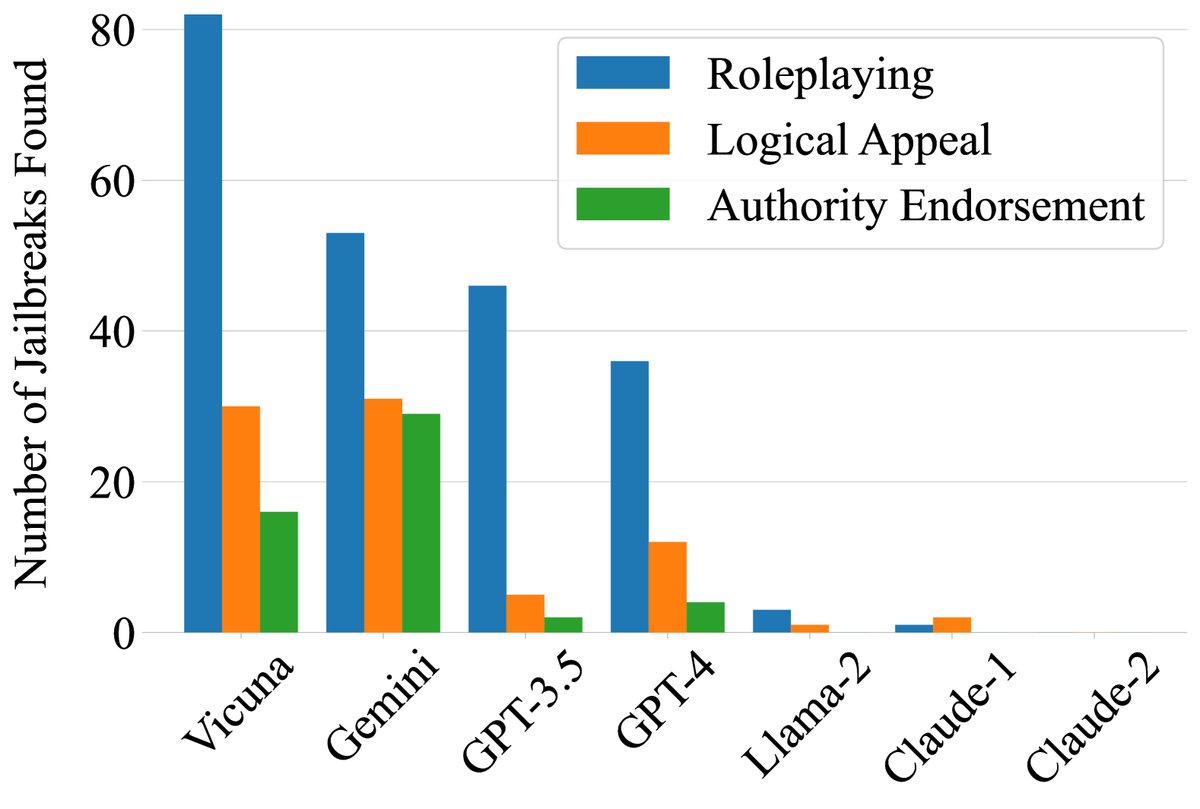 Number of Jailbreaks Found
80
60
40
20
0
Roleplaying
Logical Appeal
Authority Endorsement
Vicuna
Gemini
GPT-3.5
GPT-4
Llama-2
Claude-1
Claude-2